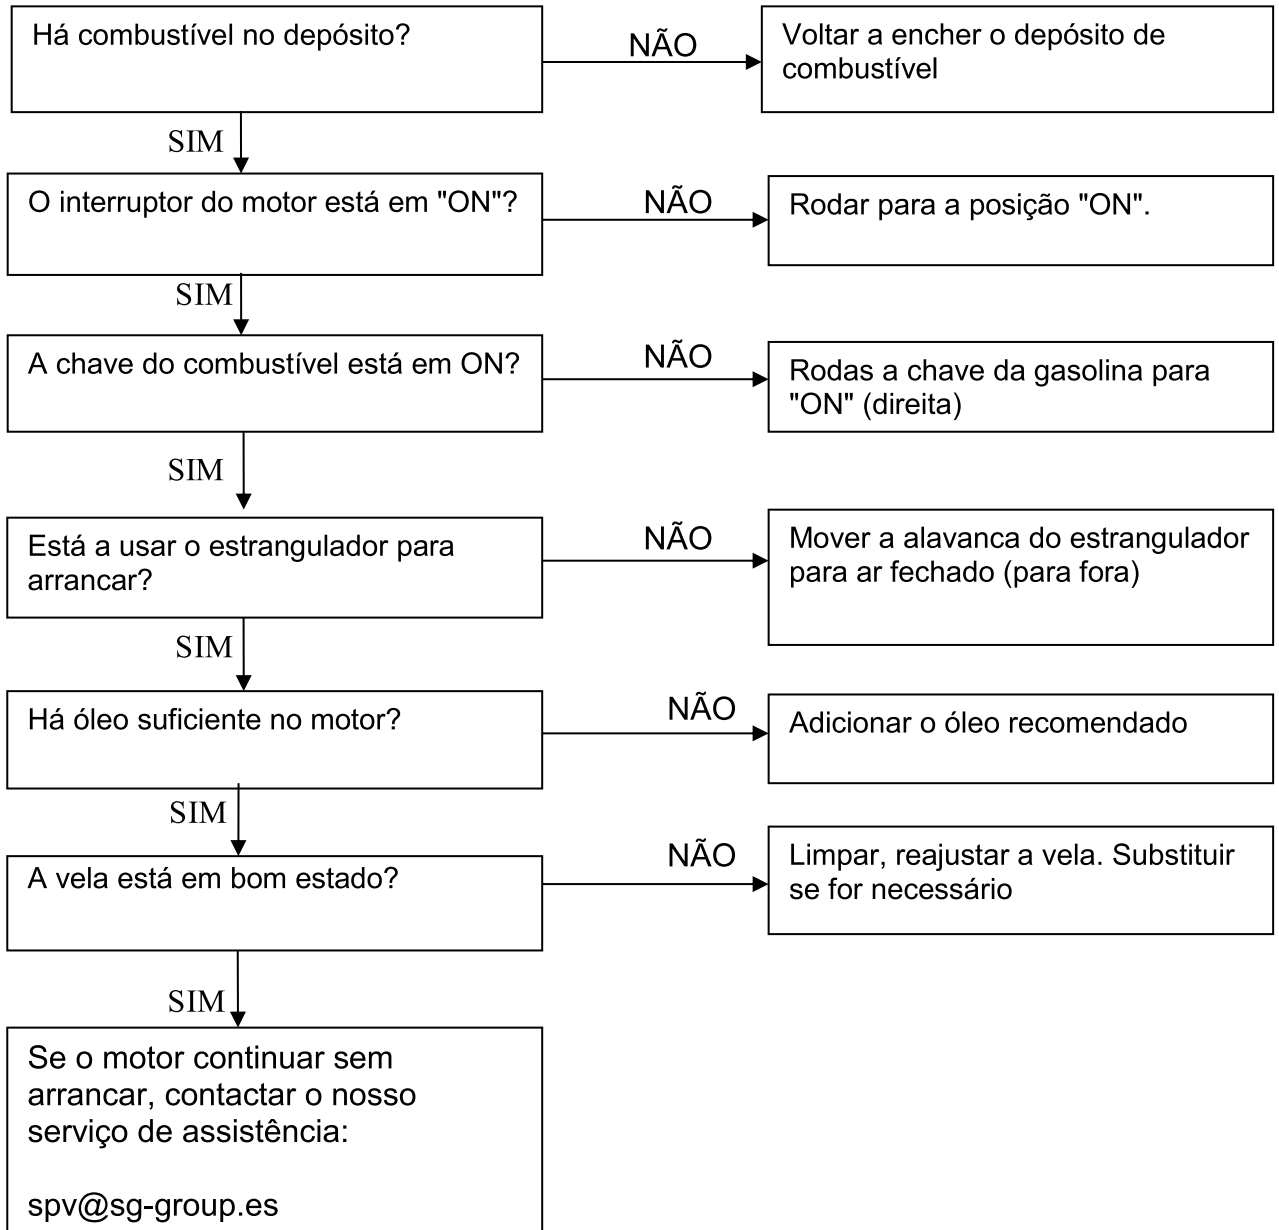 Há combustível no depósito?
NÃO
Voltar a encher o depósito de
combustível
SIM
O interruptor do motor está em "ON"?
NÃO
Rodar para a posição "ON".
SIM
A chave do combustível está em ON?
NÃO
Rodas a chave da gasolina para
"ON" (direita)
SIM
Está a usar o estrangulador para
arrancar?
NÃO
Mover a alavanca do estrangulador
para ar fechado (para fora)
SIM
Há óleo suficiente no motor?
NÃO
Adicionar o óleo recomendado
SIM
A vela está em bom estado?
NÃO
Limpar, reajustar a vela. Substituir
se for necessário
SIM
Se o motor continuar sem
arrancar, contactar o nosso
serviço de assistência:
spv@sg-group.es